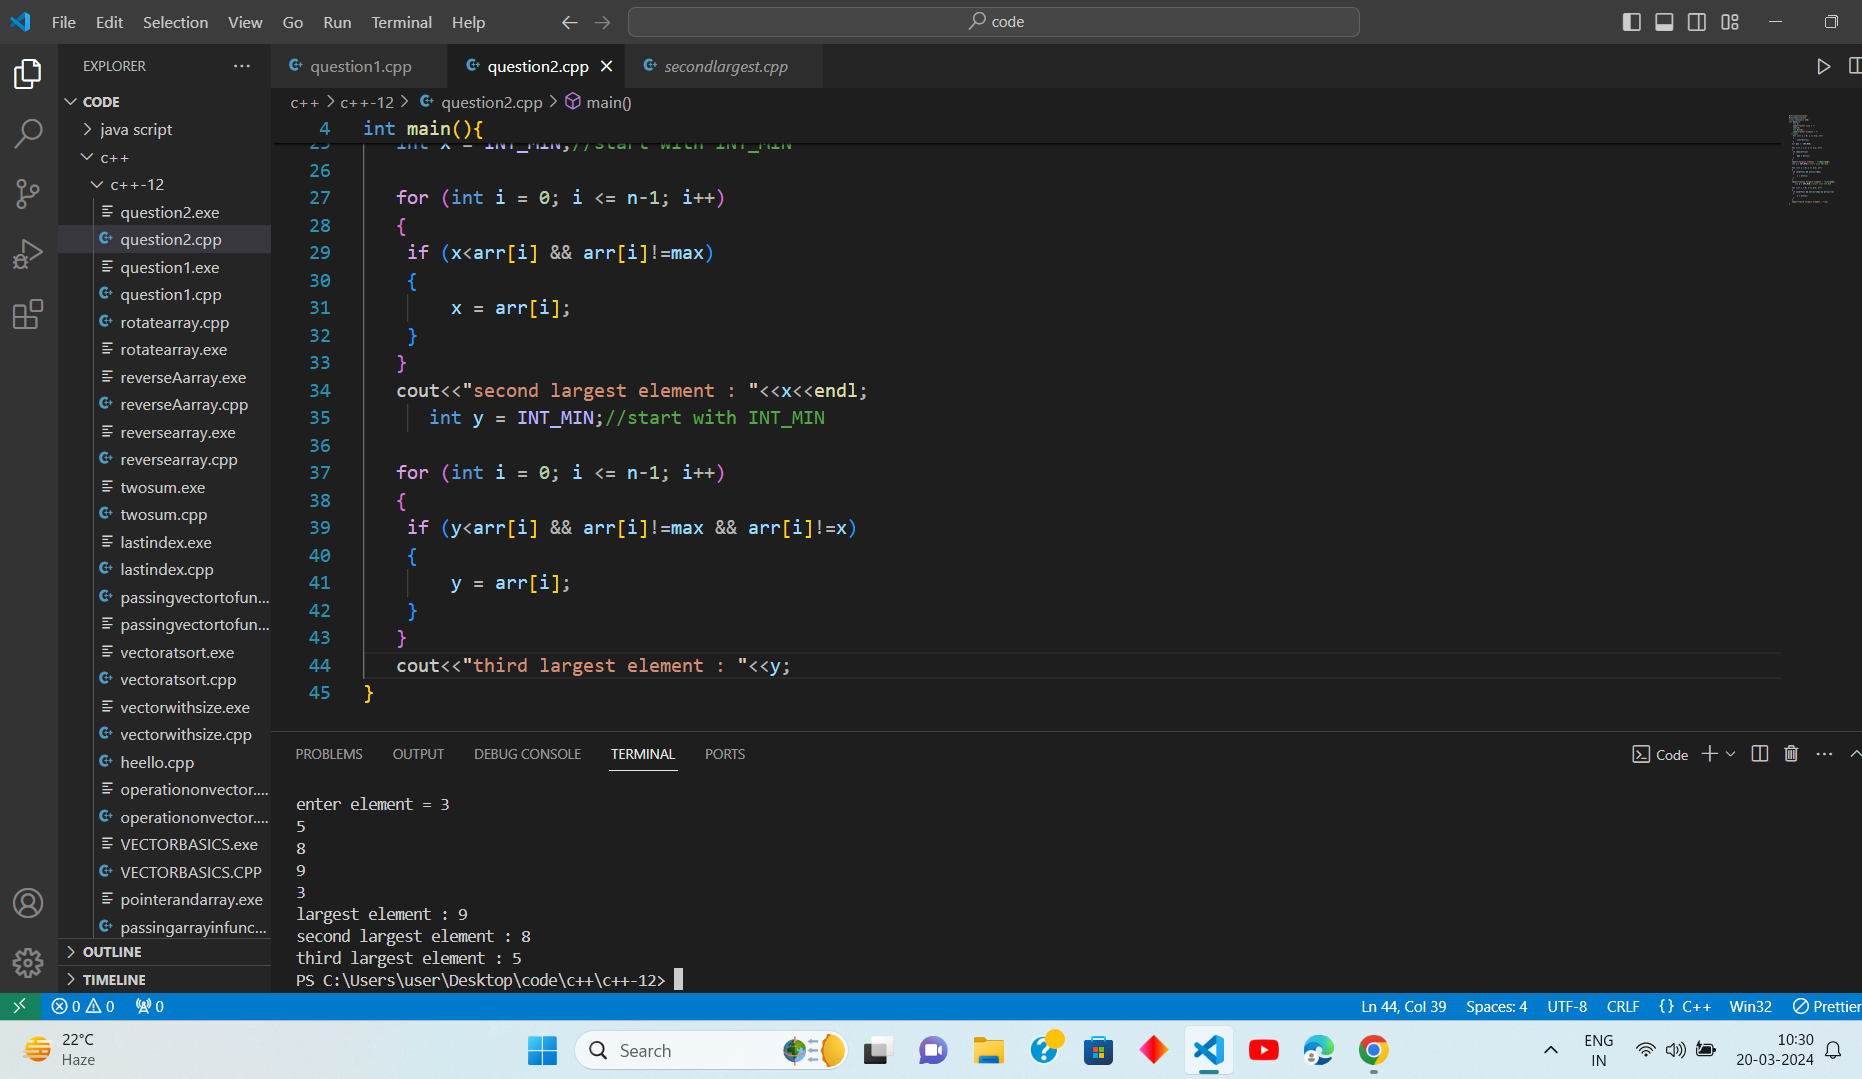 File Edit Selection View Go Run Terminal Help
code
EXPLORER
question1.cpp
question2.cpp
secondlargest.cpp
c++ > c++-12 > question2.cpp > main()
CODE
java script
c++
c++-12
question2.exe
question2.cpp
question1.exe
question1.cpp
rotatearray.cpp
rotatearray.exe
reverseAarray.exe
reverseAarray.cpp
reversearray.exe
reversearray.cpp
twosum.exe
twosum.cpp
lastindex.exe
lastindex.cpp
passingvectortofun...
passingvectortofun...
vectoratsort.exe
vectoratsort.cpp
vectorwithsize.exe
vectorwithsize.cpp
heello.cpp
operationonvector....
operationonvector....
VECTORBASICS.exe
VECTORBASICS.CPP
pointerandarray.exe
passingarrayinfunc...
OUTLINE
TIMELINE
4 int main(){
25 int x = INT_MIN;//start with INT_MIN
26
27 for (int i = 0; i <= n-1; i++)
28 {
29 if (x<arr[i] && arr[i]!=max)
30 {
31 x = arr[i];
32 }
33 }
34 cout<<"second largest element : "<<x<<endl;
35 int y = INT_MIN;//start with INT_MIN
36
37 for (int i = 0; i <= n-1; i++)
38 {
39 if (y<arr[i] && arr[i]!=max && arr[i]!=x)
40 {
41 y = arr[i];
42 }
43 }
44 cout<<"third largest element : "<<y;
45 }
PROBLEMS OUTPUT DEBUG CONSOLE TERMINAL PORTS
Code
enter element = 3
5
8
9
3
largest element : 9
second largest element : 8
third largest element : 5
PS C:\Users\user\Desktop\code\c++\c++-12>
0 0 0
Ln 44, Col 39 Spaces: 4 UTF-8 CRLF {} C++ Win32 Prettier
22°C
Haze
Search
ENG
IN
10:30
20-03-2024